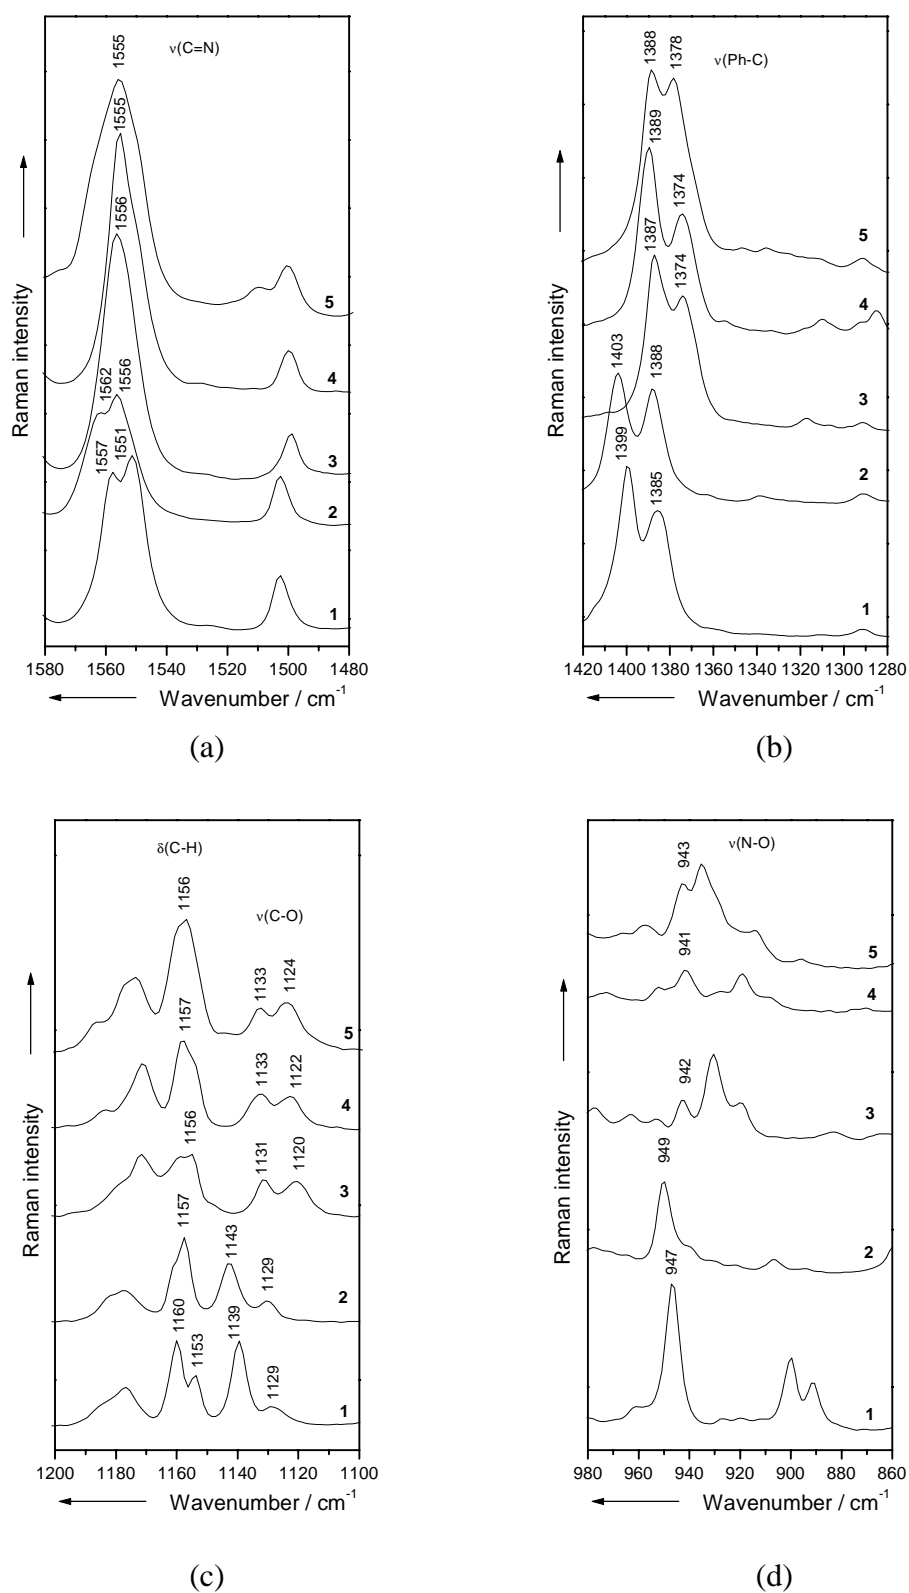 ν(C=N)
1555
1555
1556
1562
1556
1557
1551
5
4
3
2
1
Raman intensity
1580 1560 1540 1520 1500 1480
Wavenumber / cm-1
(a)
ν(Ph-C)
1388
1378
1389
1374
1387
1374
1403
1388
1399
1385
5
4
3
2
1
Raman intensity
1420 1400 1380 1360 1340 1320 1300 1280
Wavenumber / cm-1
(b)
δ(C-H)
ν(C-O)
1156
1133
1124
1157
1133
1122
1156
1131
1120
1157
1143
1129
1160
1153
1139
1129
5
4
3
2
1
Raman intensity
1200 1180 1160 1140 1120 1100
Wavenumber / cm-1
(c)
ν(N-O)
943
941
942
949
947
5
4
3
2
1
Raman intensity
980 960 940 920 900 880 860
Wavenumber / cm-1
(d)